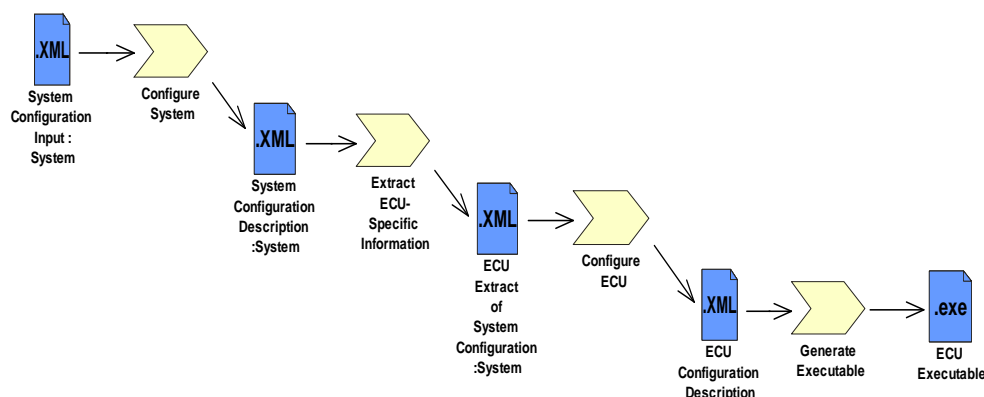 .XML
System
Configuration
Input :
System
Configure
System
.XML
System
Configuration
Description
:System
Extract
ECU-
Specific
Information
.XML
ECU
Extract
of
System
Configuration
:System
Configure
ECU
.XML
ECU
Configuration
Description
Generate
Executable
.exe
ECU
Executable